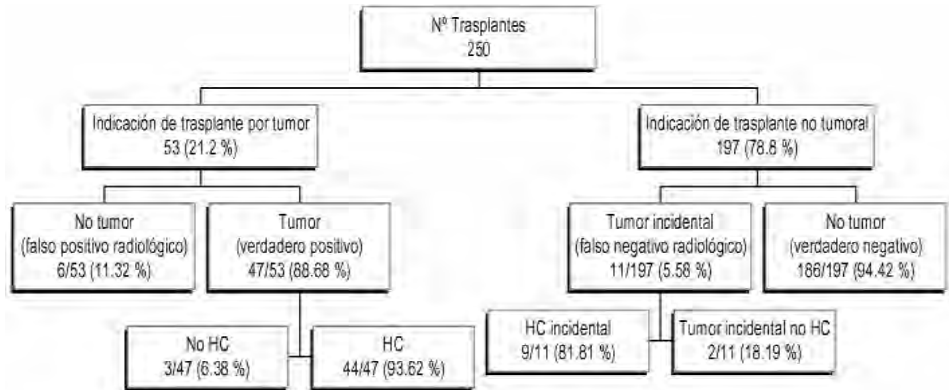 Nº Trasplantes
250
Indicación de trasplante por tumor
53 (21.2 %)
Indicación de trasplante no tumoral
197 (78.8 %)
No tumor
(falso positivo radiológico)
6/53 (11.32 %)
Tumor
(verdadero positivo)
47/53 (88.68 %)
Tumor incidental
(falso negativo radiológico)
11/197 (5.58 %)
No tumor
(verdadero negativo)
186/197 (94.42 %)
No HC
3/47 (6.38 %)
HC
44/47 (93.62 %)
HC incidental
9/11 (81.81 %)
Tumor incidental no HC
2/11 (18.19 %)